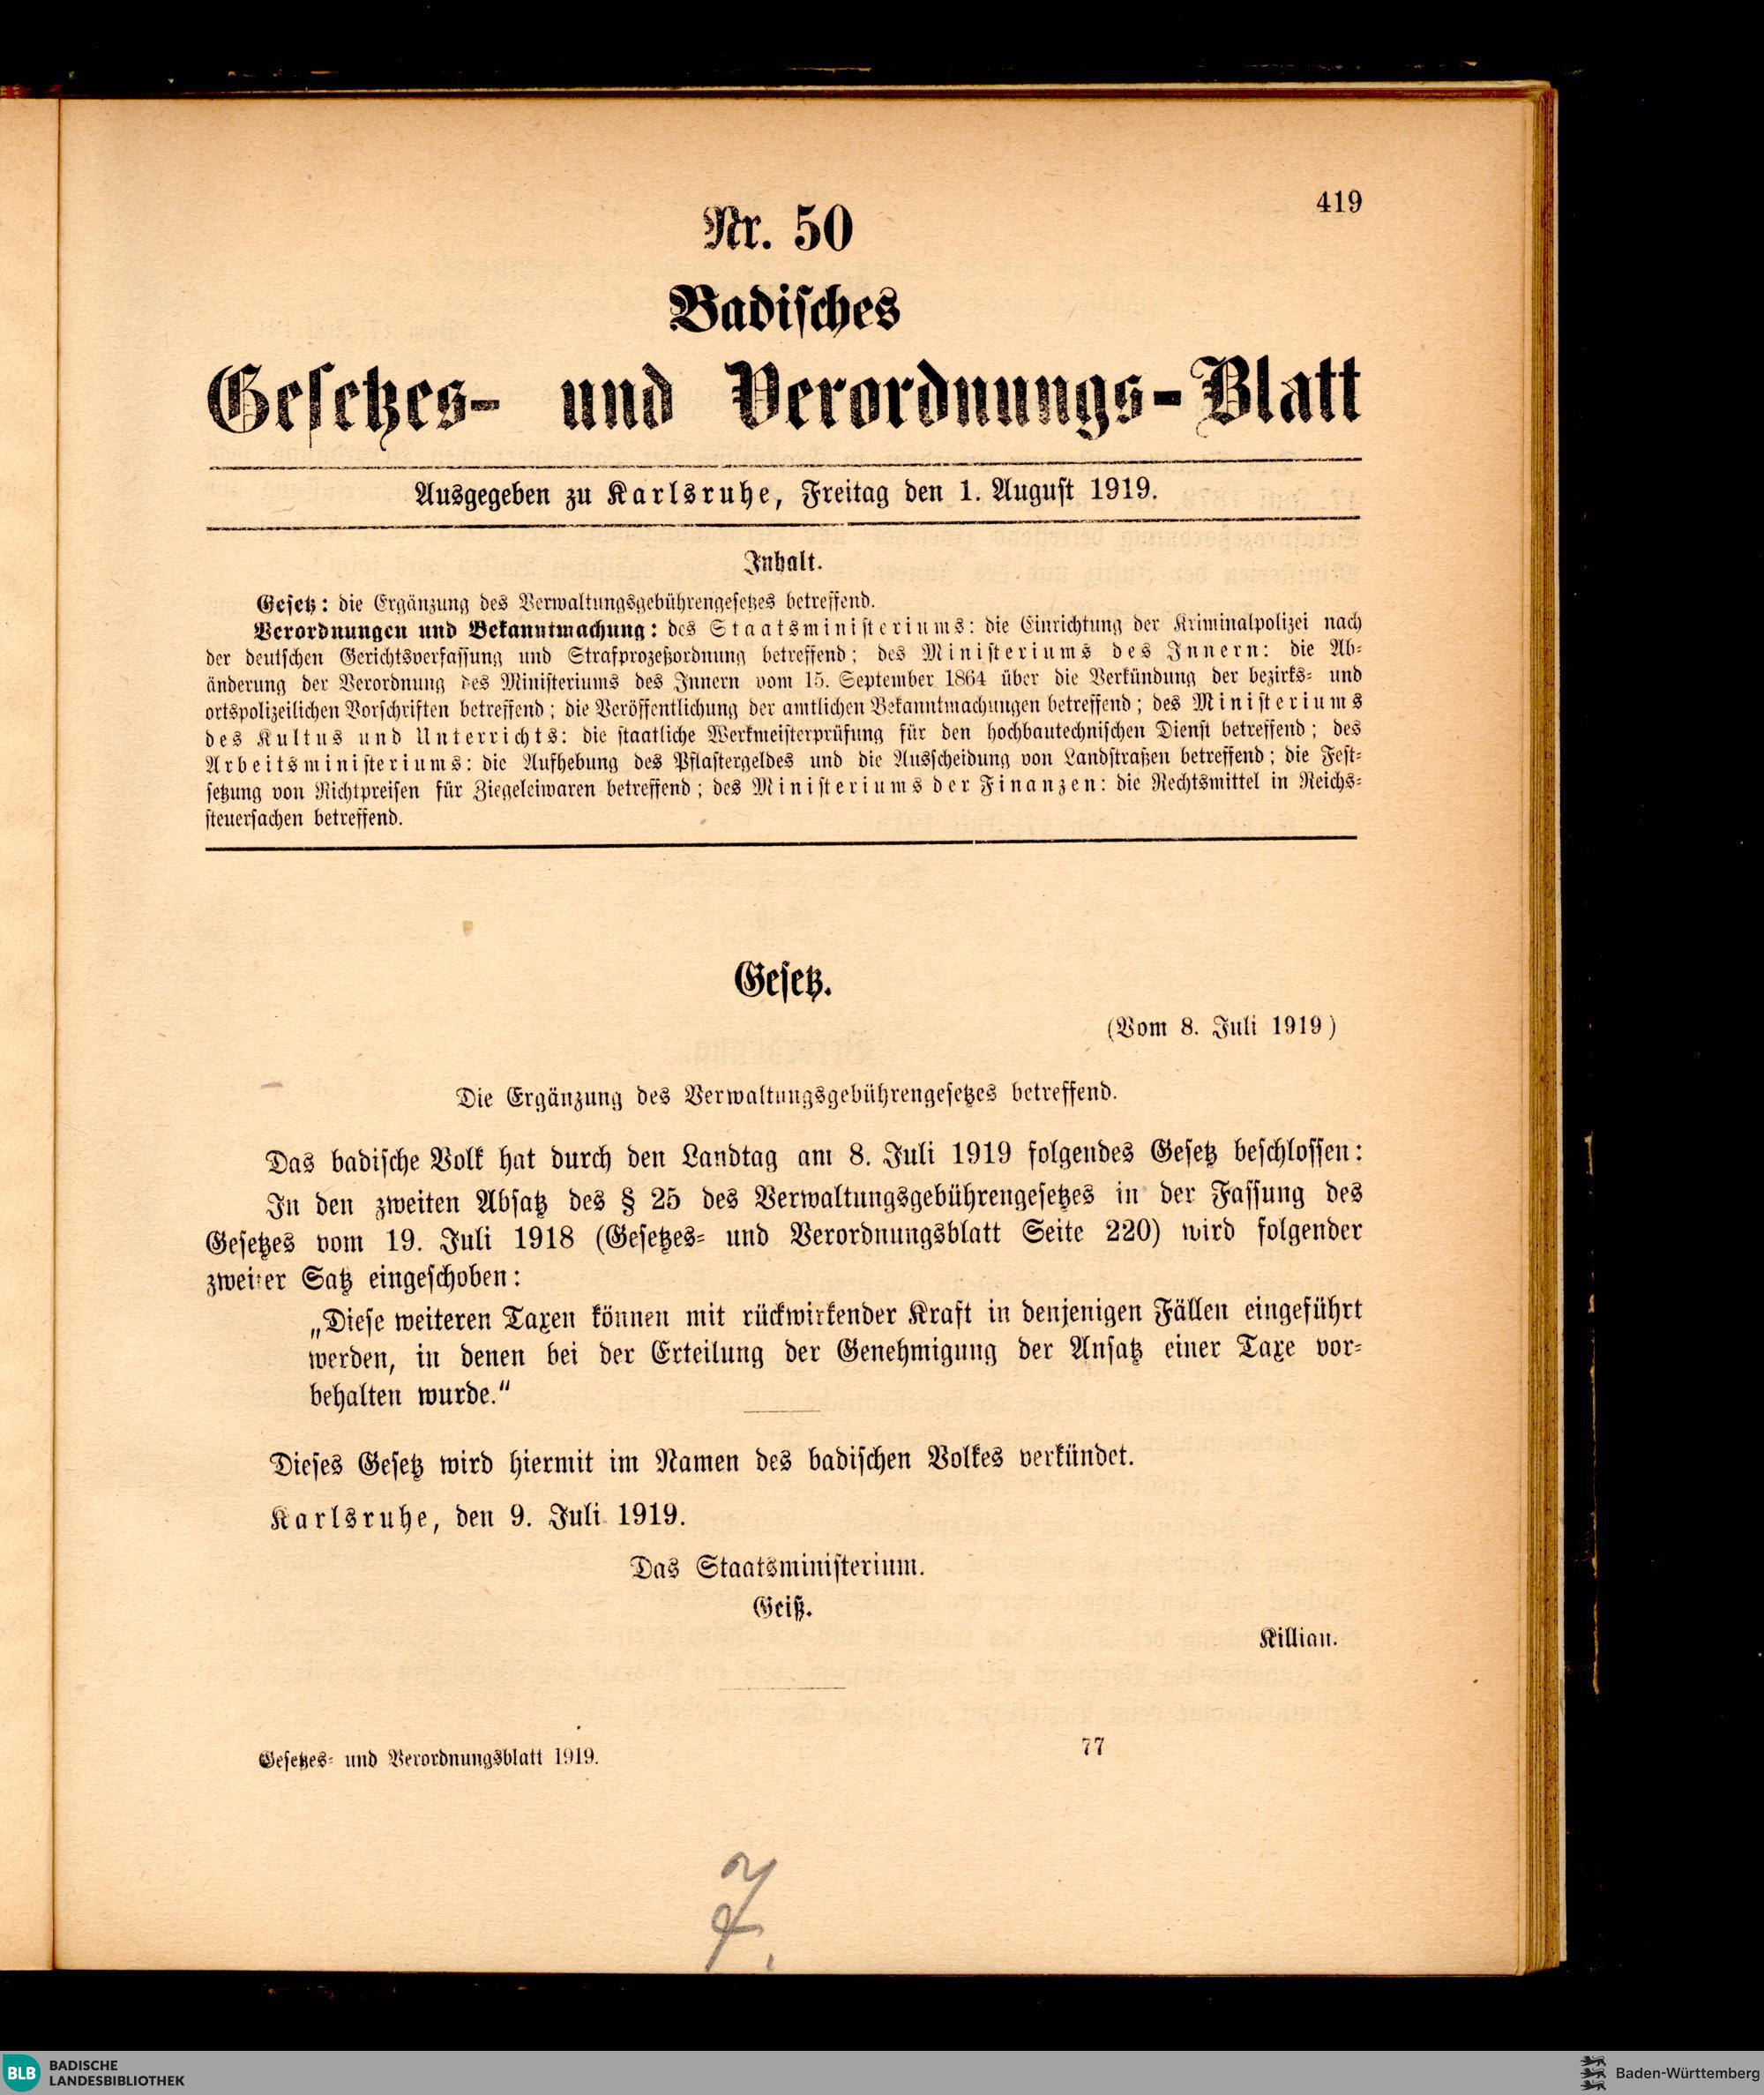 419
Nr. 50
Badisches
Gesetzes- und Verordnungs-Blatt
Ausgegeben zu Karlsruhe, Freitag den 1. August 1919.
Inhalt.
Gesetz: die Ergänzung des Verwaltungsgebührengesetzes betreffend.
Verordnungen und Bekanntmachung: des Staatsministeriums: die Einrichtung der Kriminalpolizei nach
der deutschen Gerichtsverfassung und Strafprozeßordnung betreffend; des Ministeriums des Innern: die Ab-
änderung der Verordnung des Ministeriums des Innern vom 15. September 1864 über die Verkündung der bezirks- und
ortspolizeilichen Vorschriften betreffend; die Veröffentlichung der amtlichen Bekanntmachungen betreffend; des Ministeriums
des Kultus und Unterrichts: die staatliche Werkmeisterprüfung für den hochbautechnischen Dienst betreffend; des
Arbeitsministeriums: die Aufhebung des Pflastergeldes und die Ausscheidung von Landstraßen betreffend; die Fest-
setzung von Richtpreisen für Ziegeleiwaren betreffend; des Ministeriums der Finanzen: die Rechtsmittel in Reichs-
steuersachen betreffend.
Gesetz.
(Vom 8. Juli 1919)
Die Ergänzung des Verwaltungsgebührengesetzes betreffend.
Das badische Volk hat durch den Landtag am 8. Juli 1919 folgendes Gesetz beschlossen:
In den zweiten Absatz des § 25 des Verwaltungsgebührengesetzes in der Fassung des
Gesetzes vom 19. Juli 1918 (Gesetzes- und Verordnungsblatt Seite 220) wird folgender
zweiter Satz eingeschoben:
„Diese weiteren Taxen können mit rückwirkender Kraft in denjenigen Fällen eingeführt
werden, in denen bei der Erteilung der Genehmigung der Ansatz einer Taxe vor-
behalten wurde.“
Dieses Gesetz wird hiermit im Namen des badischen Volkes verkündet.
Karlsruhe, den 9. Juli 1919.
Das Staatsministerium.
Geiß.
Killian.
Gesetzes- und Verordnungsblatt 1919.
77
BLB BADISCHE
LANDESBIBLIOTHEK
Baden-Württemberg